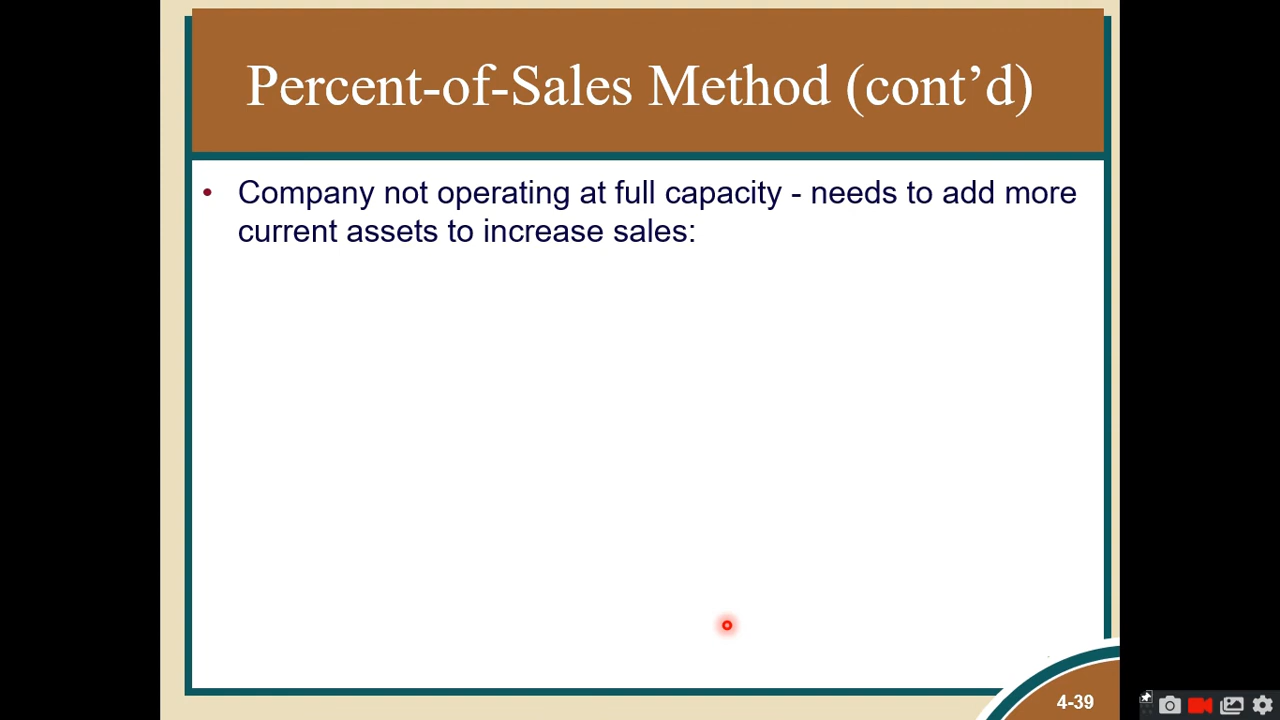 Percent-of-Sales Method (cont’d)
• Company not operating at full capacity - needs to add more
current assets to increase sales:
4-39